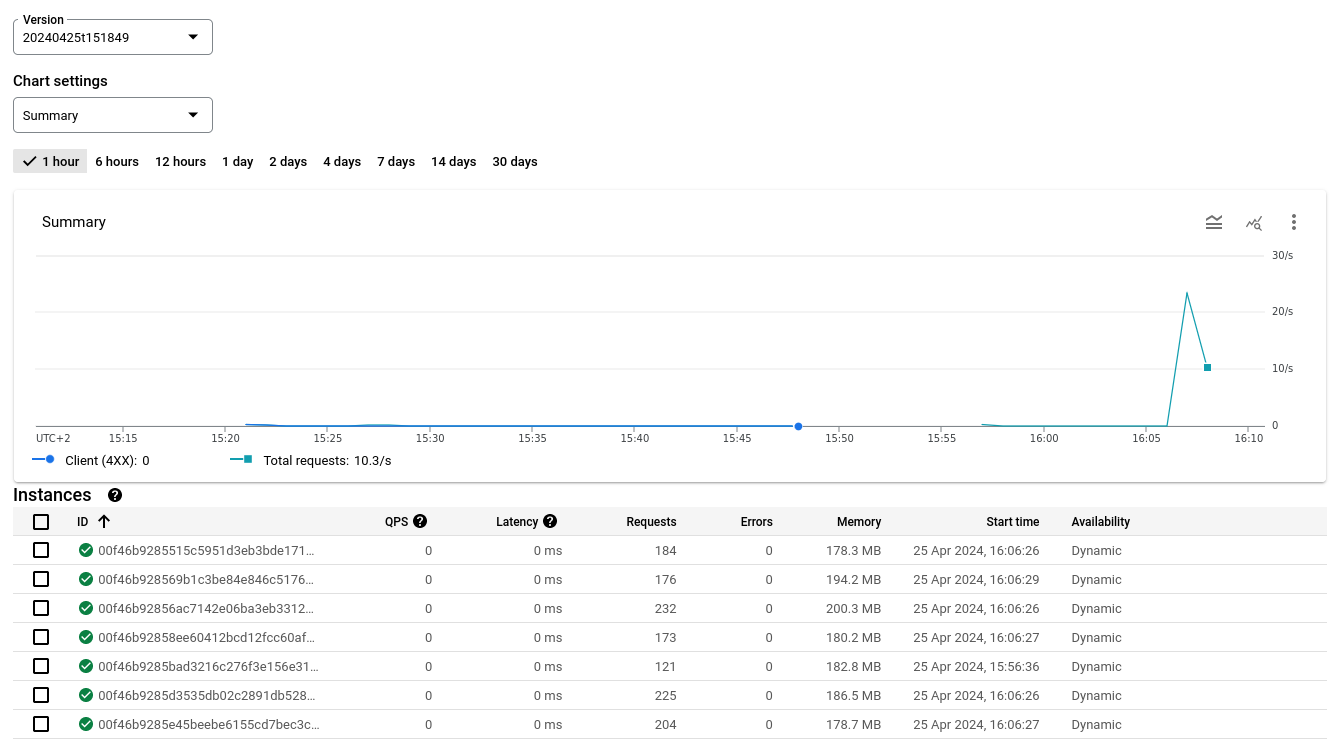 Version
20240425t151849
Chart settings
Summary
1 hour 6 hours 12 hours 1 day 2 days 4 days 7 days 14 days 30 days
Summary
30/s
20/s
10/s
0
UTC+2 15:15 15:20 15:25 15:30 15:35 15:40 15:45 15:50 15:55 16:00 16:05 16:10
Client (4XX): 0 Total requests: 10.3/s
Instances ?
ID QPS ? Latency ? Requests Errors Memory Start time Availability
00f46b9285515c5951d3eb3bde171… 0 0 ms 184 0 178.3 MB 25 Apr 2024, 16:06:26 Dynamic
00f46b928569b1c3be84e846c5176… 0 0 ms 176 0 194.2 MB 25 Apr 2024, 16:06:29 Dynamic
00f46b92856ac7142e06ba3eb3312… 0 0 ms 232 0 200.3 MB 25 Apr 2024, 16:06:26 Dynamic
00f46b92858ee60412bcd12fcc60af… 0 0 ms 173 0 180.2 MB 25 Apr 2024, 16:06:27 Dynamic
00f46b9285bad3216c276f3e156e31… 0 0 ms 121 0 182.8 MB 25 Apr 2024, 15:56:36 Dynamic
00f46b9285d3535db02c2891db528… 0 0 ms 225 0 186.5 MB 25 Apr 2024, 16:06:26 Dynamic
00f46b9285e45beebe6155cd7bec3c… 0 0 ms 204 0 178.7 MB 25 Apr 2024, 16:06:27 Dynamic